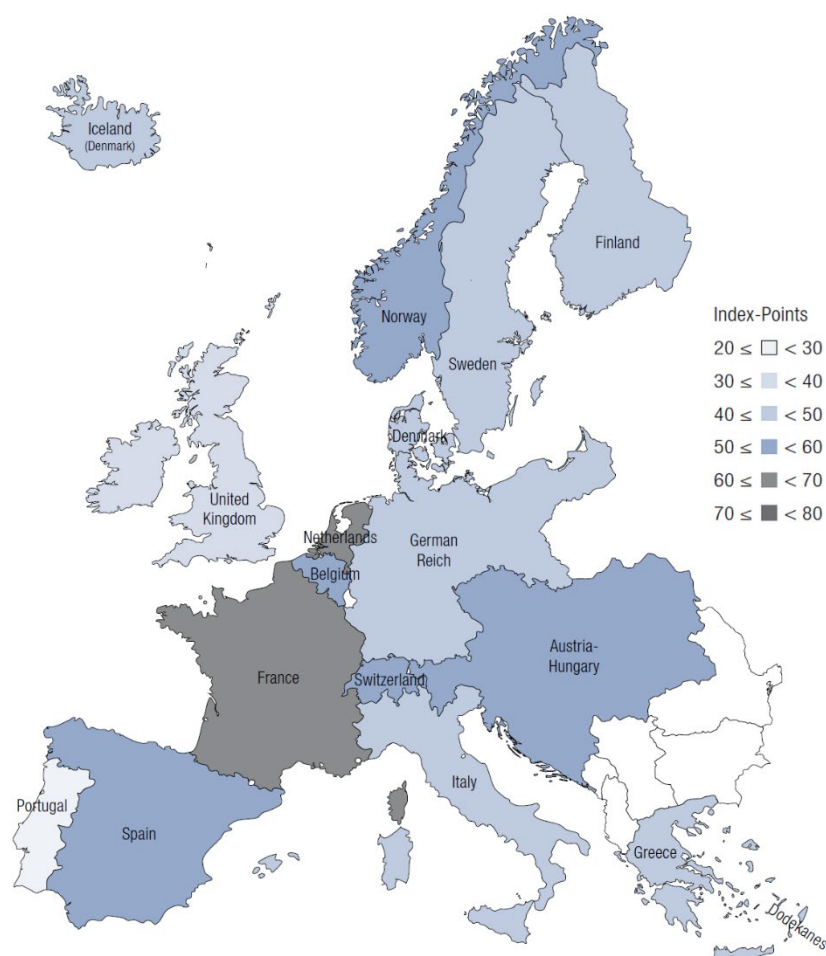 Iceland
(Denmark)
Finland
Norway
Sweden
Index-Points
20 ≤ < 30
30 ≤ < 40
40 ≤ < 50
50 ≤ < 60
60 ≤ < 70
70 ≤ < 80
Denmark
United
Kingdom
Netherlands
German
Reich
Belgium
Austria-
Hungary
France
Switzerland
Italy
Portugal
Spain
Greece
Dodekanes